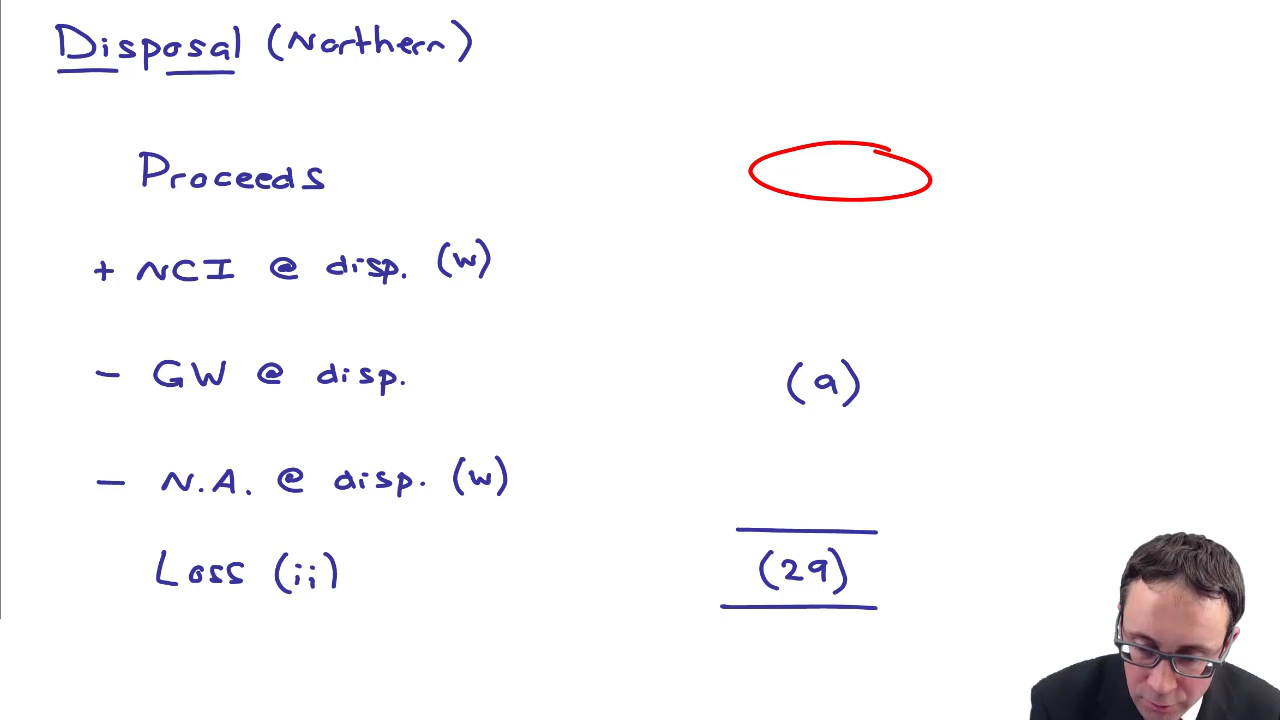 Disposal (Northern)
Proceeds
+ NCI @ disp. (W)
- GW @ disp. (9)
- N.A. @ disp. (W)
Loss (ii) (29)